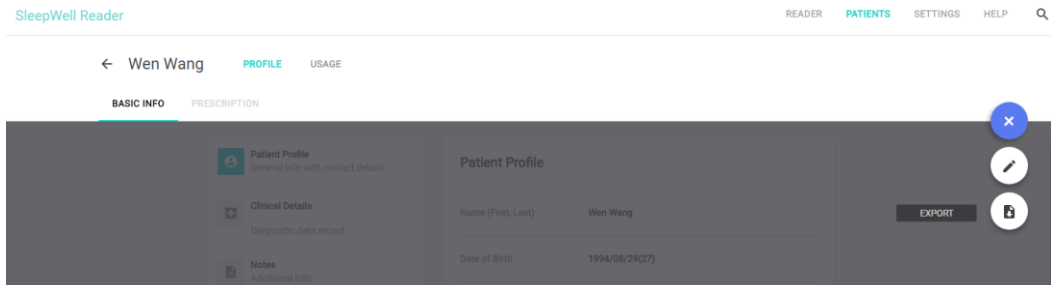 SleepWell Reader
READER PATIENTS SETTINGS HELP
Wen Wang PROFILE USAGE
BASIC INFO PRESCRIPTION
Patient Profile
General info with contact details
Clinical Details
Diagnostic data record
Notes
Additional Info
Patient Profile
Name (First, Last) Wen Wang
Date of Birth 1994/08/29(27)
EXPORT